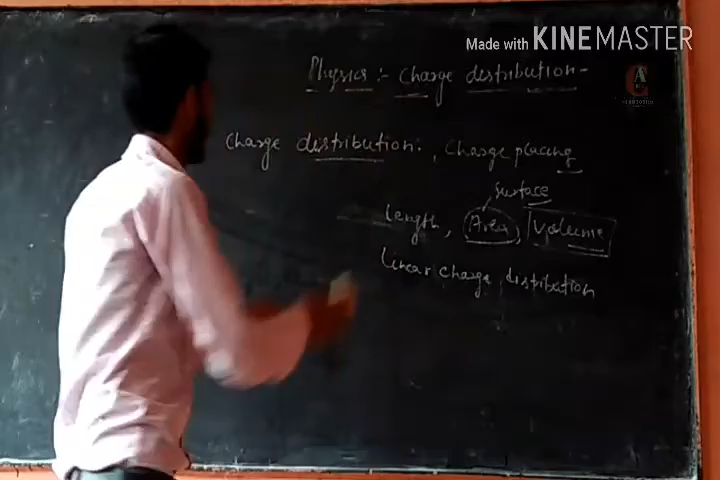 Made with KINEMASTER
Physics :- Charge distribution -
Charge distribution :, Charge placing
surface
length, Area, Volume
linear charge distribution